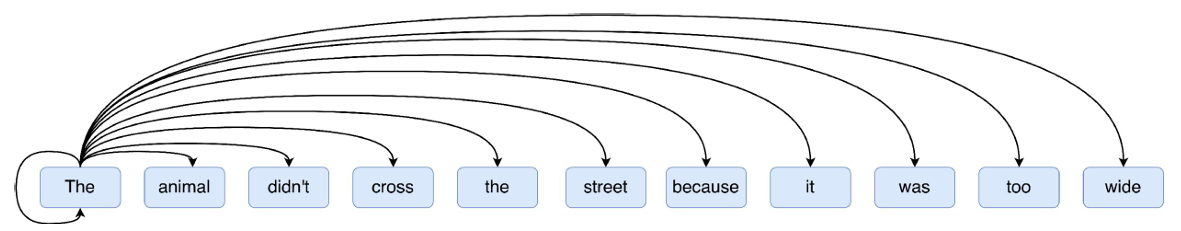 The animal didn't cross the street because it was too wide